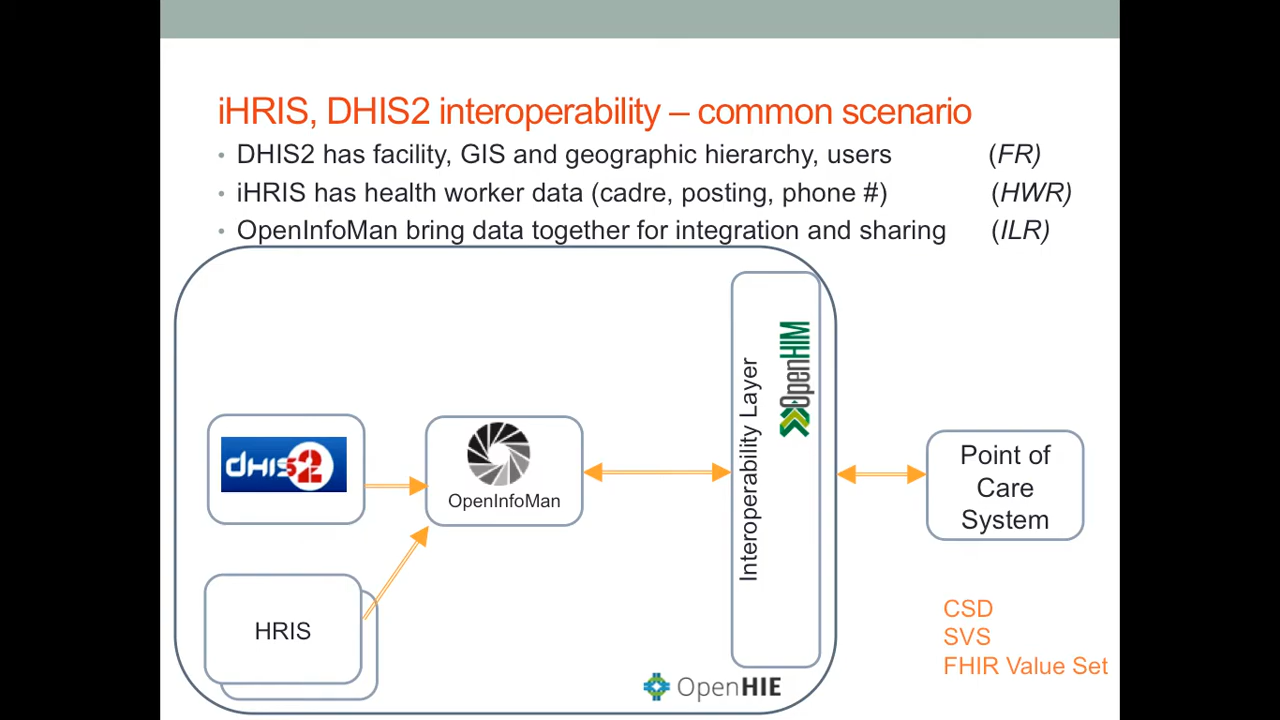 iHRIS, DHIS2 interoperability – common scenario
• DHIS2 has facility, GIS and geographic hierarchy, users (FR)
• iHRIS has health worker data (cadre, posting, phone #) (HWR)
• OpenInfoMan bring data together for integration and sharing (ILR)
dhis2
OpenInfoMan
HRIS
Interoperability Layer
OpenHIM
Point of
Care
System
CSD
SVS
FHIR Value Set
OpenHIE